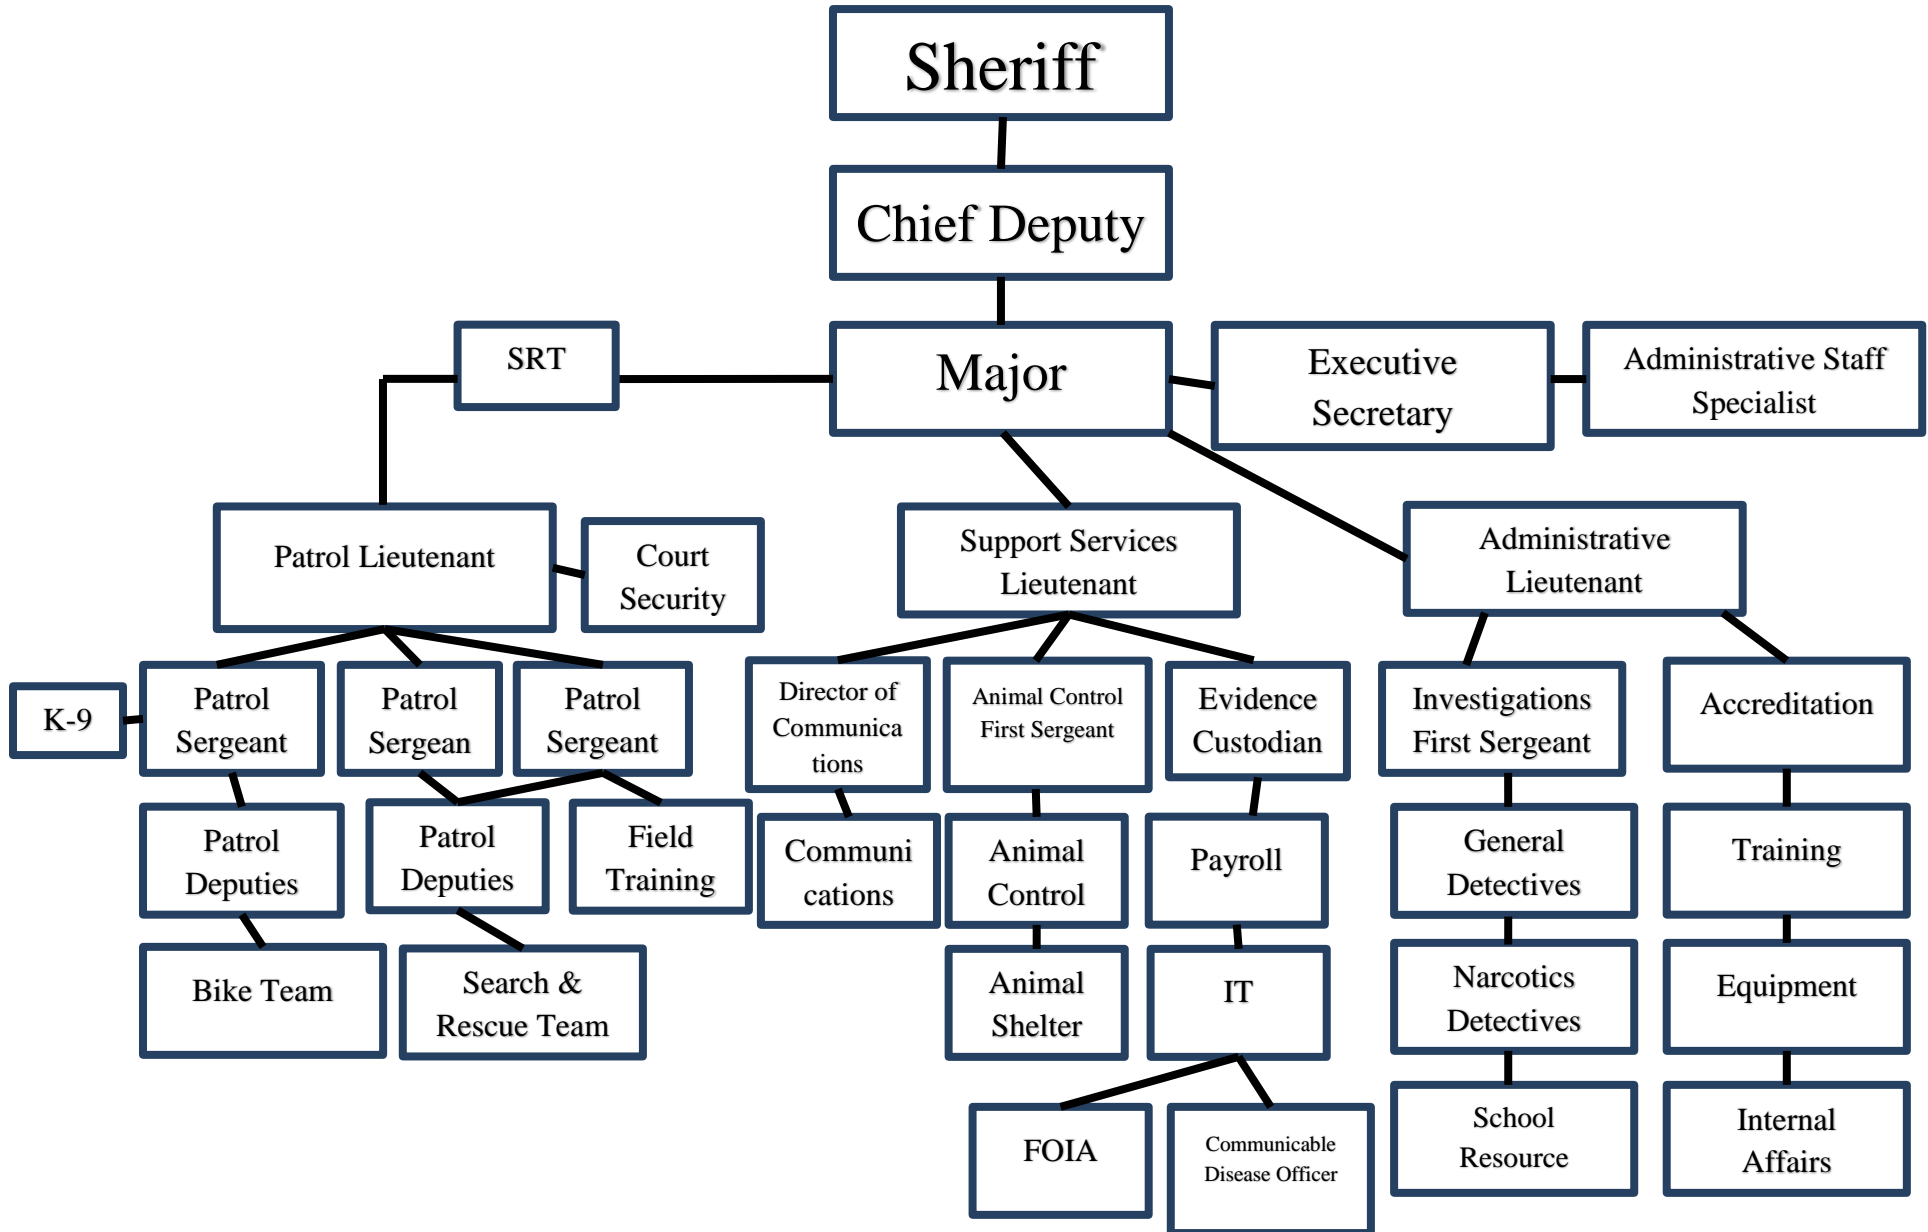 Sheriff
Chief Deputy
SRT
Major
Executive
Secretary
Administrative Staff
Specialist
Patrol Lieutenant
Court
Security
Support Services
Lieutenant
Administrative
Lieutenant
K-9
Patrol
Sergeant
Patrol
Sergean
Patrol
Sergeant
Director of
Communica
tions
Animal Control
First Sergeant
Evidence
Custodian
Investigations
First Sergeant
Accreditation
Patrol
Deputies
Patrol
Deputies
Field
Training
Communi
cations
Animal
Control
Payroll
General
Detectives
Training
Bike Team
Search &
Rescue Team
Animal
Shelter
IT
Narcotics
Detectives
Equipment
FOIA
Communicable
Disease Officer
School
Resource
Internal
Affairs